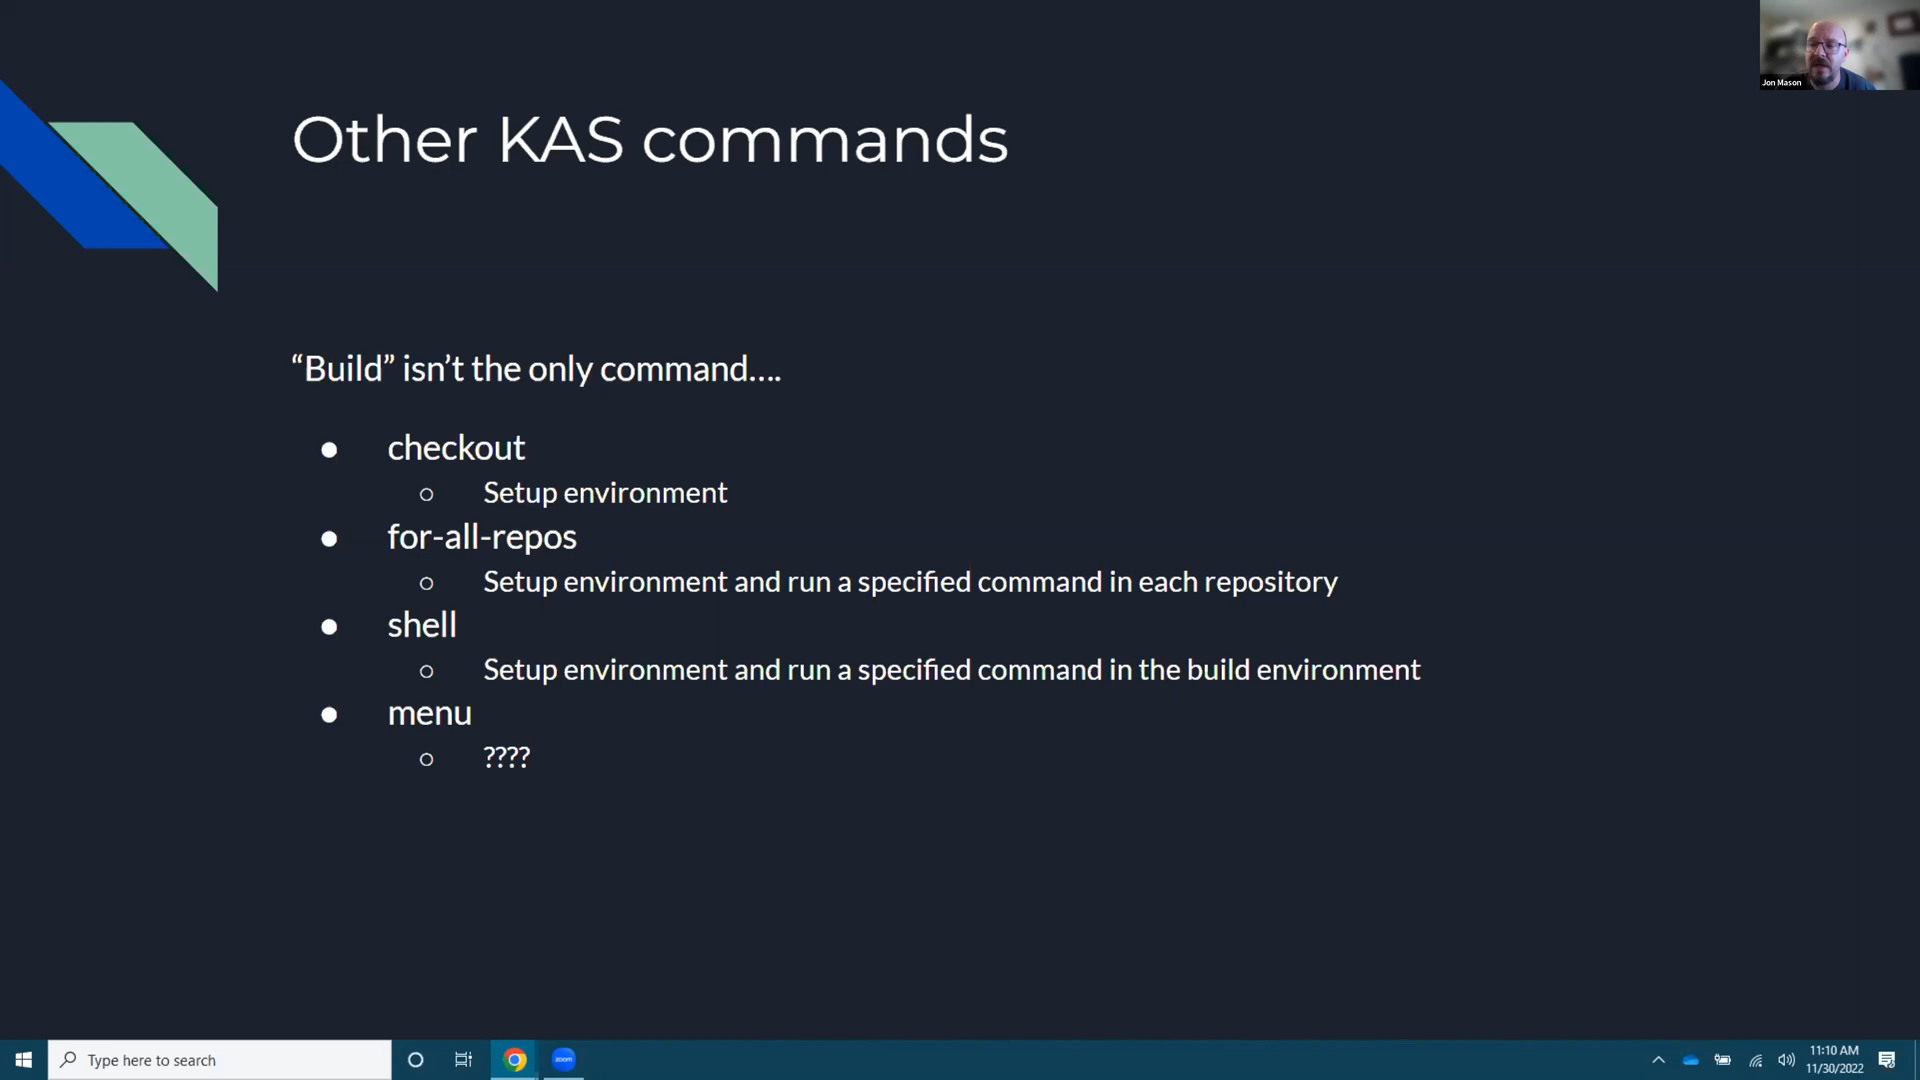 Jon Mason
Other KAS commands
“Build” isn’t the only command....
● checkout
○ Setup environment
● for-all-repos
○ Setup environment and run a specified command in each repository
● shell
○ Setup environment and run a specified command in the build environment
● menu
○ ????
Type here to search
zoom
11:10 AM
11/30/2022